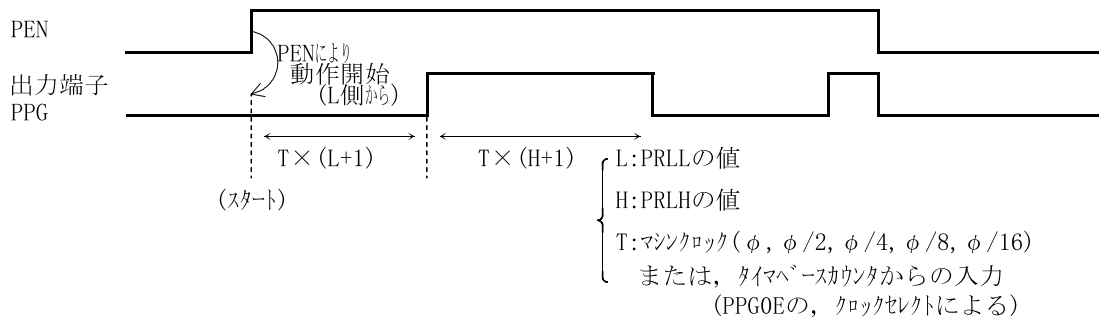 PEN
PENにより
動作開始
(L側から)
出力端子
PPG
T×(L+1)
T×(H+1)
(スタート)
L:PRLLの値
H:PRLHの値
T:マシンクロック(φ, φ/2, φ/4, φ/8, φ/16)
または, タイマベースカウンタからの入力
(PPGOEの, クロックセレクトによる)